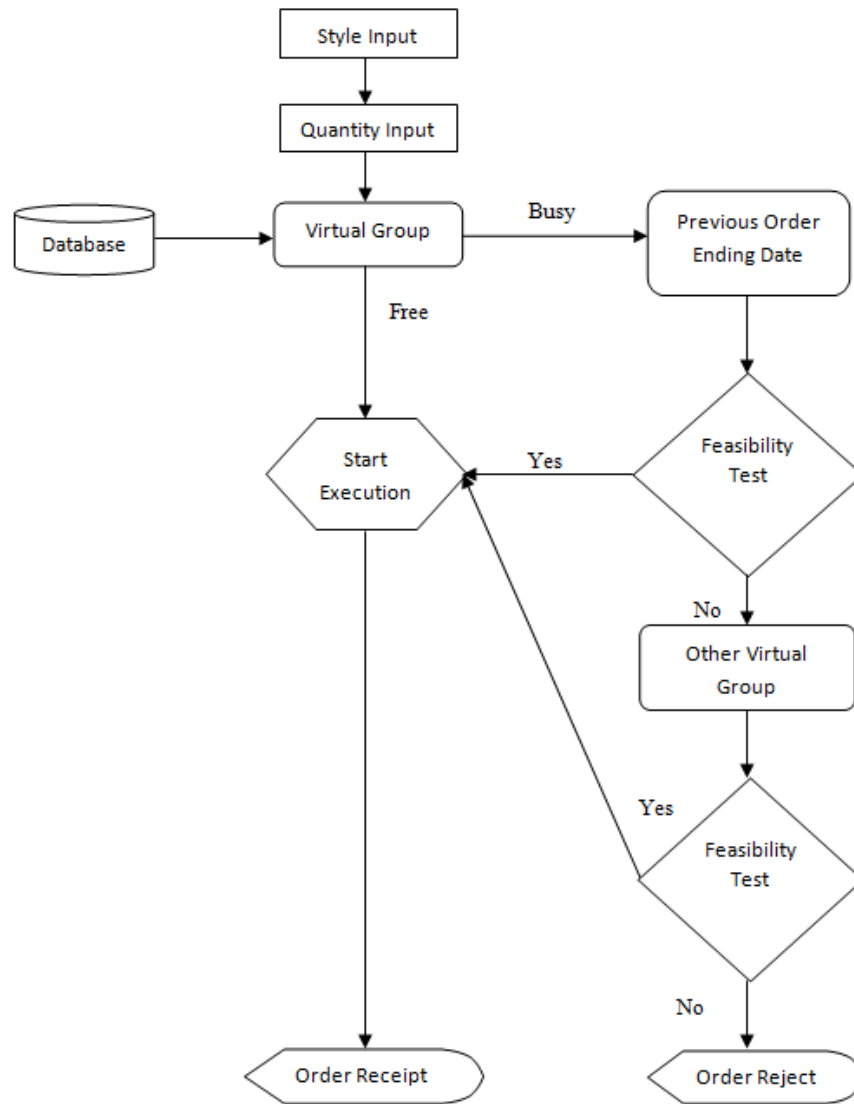 Style Input
Quantity Input
Database
Virtual Group
Busy
Previous Order
Ending Date
Free
Start
Execution
Yes
Feasibility
Test
No
Other Virtual
Group
Yes
Feasibility
Test
No
Order Receipt
Order Reject